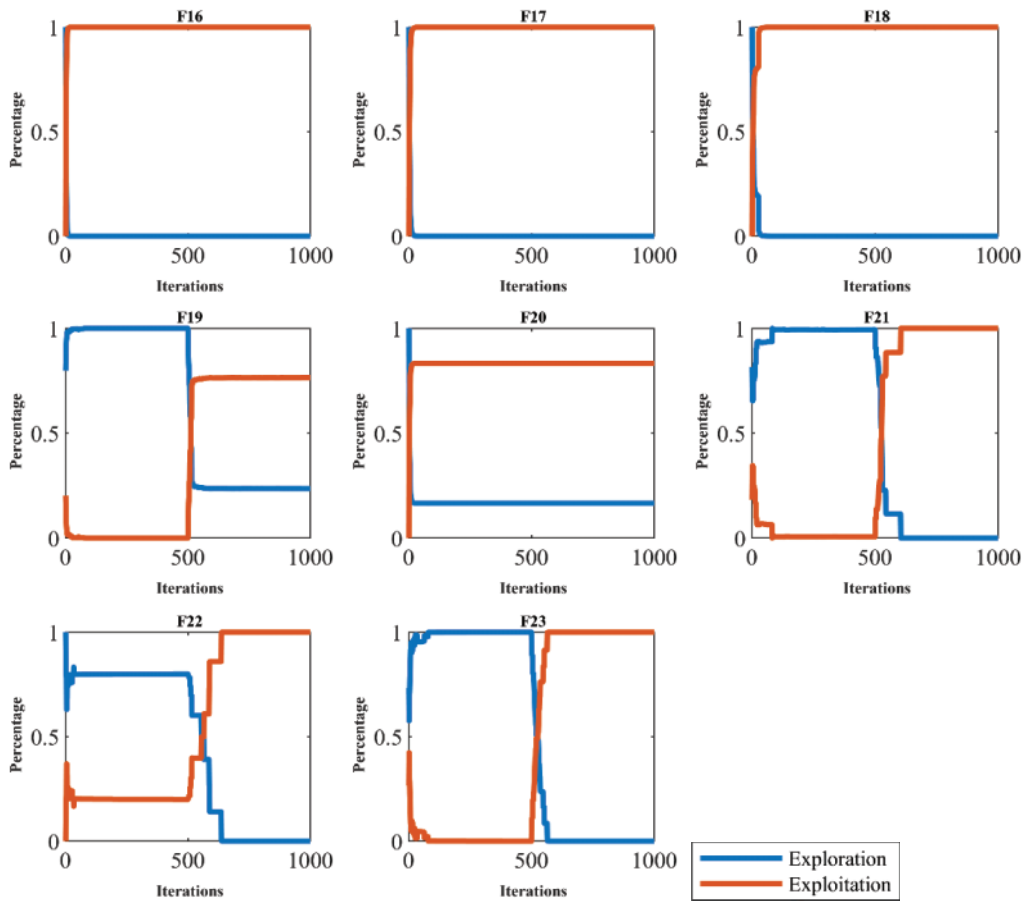 F16
1
0.5
0
Percentage
0
500
1000
Iterations
F17
1
0.5
0
Percentage
0
500
1000
Iterations
F18
1
0.5
0
Percentage
0
500
1000
Iterations
F19
1
0.5
0
Percentage
0
500
1000
Iterations
F20
1
0.5
0
Percentage
0
500
1000
Iterations
F21
1
0.5
0
Percentage
0
500
1000
Iterations
F22
1
0.5
0
Percentage
0
500
1000
Iterations
F23
1
0.5
0
Percentage
0
500
1000
Iterations
Exploration
Exploitation